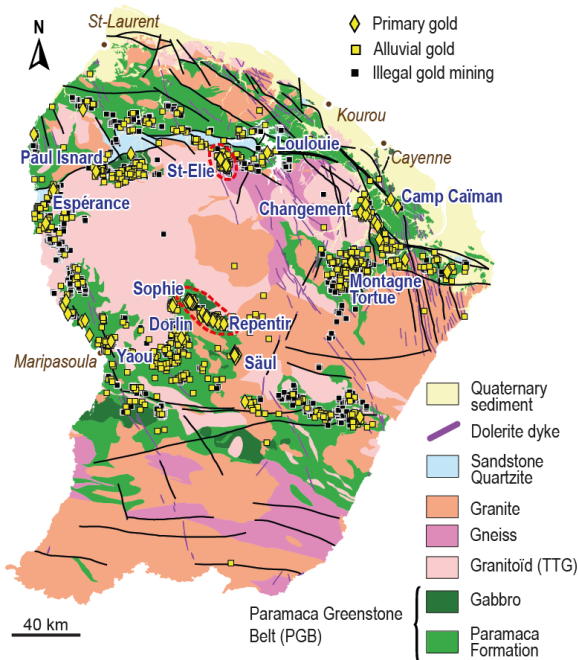 St-Laurent
N
Primary gold
Alluvial gold
Illegal gold mining
Kourou
Cayenne
Loulouie
Paul Isnard
St-Elie
Camp Caïman
Changement
Espérance
Montagne
Tortue
Sophie
Repentir
Dorlin
Maripasoula
Yaou
Säul
Quaternary
sediment
Dolerite dyke
Sandstone
Quartzite
Granite
Gneiss
Granitoïd (TTG)
Gabbro
Paramaca Greenstone
Belt (PGB)
Paramaca
Formation
40 km